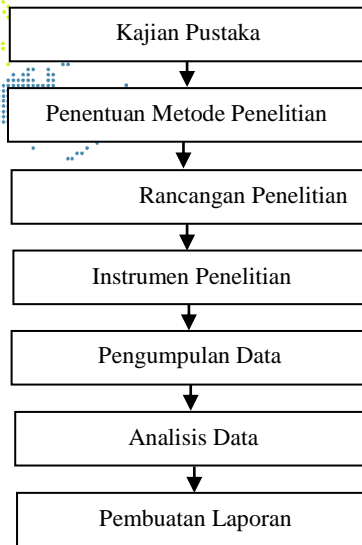 Kajian Pustaka
Penentuan Metode Penelitian
Rancangan Penelitian
Instrumen Penelitian
Pengumpulan Data
Analisis Data
Pembuatan Laporan